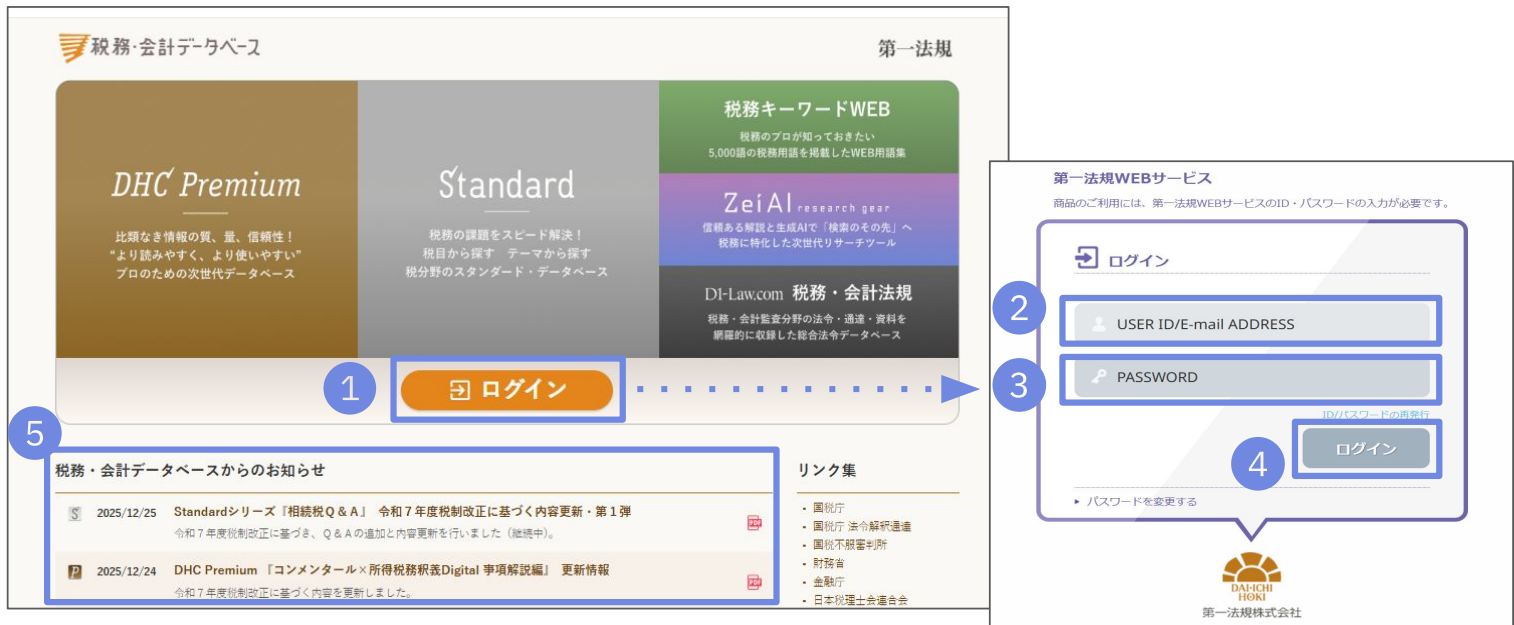 税務・会計データベース
第一法規
DHC Premium
比類なき情報の質、量、信頼性！
“より読みやすく、より使いやすい”
プロのための次世代データベース
Standard
税務の課題をスピード解決！
税目から探す　テーマから探す
税分野のスタンダード・データベース
税務キーワードWEB
税務のプロが知っておきたい
5,000語の税務用語を掲載したWEB用語集
ZeiAI research gear
信頼ある解説と生成AIで「検索のその先」へ
税務に特化した次世代リサーチツール
D1-Law.com 税務・会計法規
税務・会計監査分野の法令・通達・資料を
網羅的に収録した総合法令データベース
1
ログイン
5
税務・会計データベースからのお知らせ
S 2025/12/25 Standardシリーズ『相続税Ｑ＆Ａ』 令和７年度税制改正に基づく内容更新・第１弾
令和７年度税制改正に基づき、Ｑ＆Ａの追加と内容更新を行いました（継続中）。
PDF
P 2025/12/24 DHC Premium 『コンメンタール×所得税務釈義Digital 事項解説編』 更新情報
令和７年度税制改正に基づく内容を更新しました。
PDF
リンク集
・国税庁
・国税庁 法令解釈通達
・国税不服審判所
・財務省
・金融庁
・日本税理士会連合会
第一法規WEBサービス
商品のご利用には、第一法規WEBサービスのID・パスワードの入力が必要です。
ログイン
2
USER ID/E-mail ADDRESS
3
PASSWORD
ID/パスワードの再発行
4
ログイン
パスワードを変更する
DAI-ICHI
HOKI
第一法規株式会社